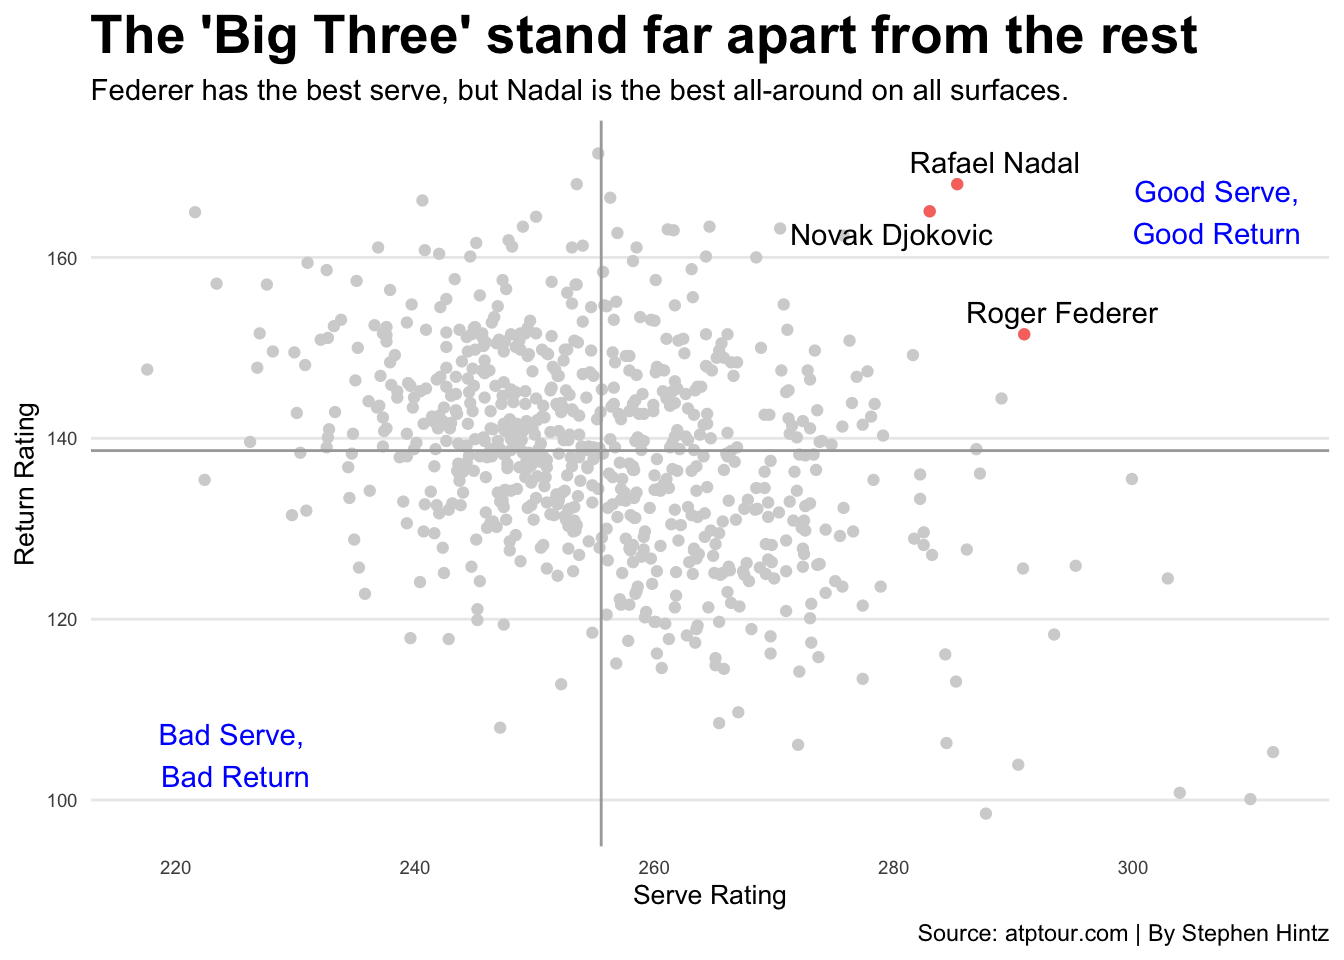 The 'Big Three' stand far apart from the rest
Federer has the best serve, but Nadal is the best all-around on all surfaces.
Rafael Nadal
Good Serve,
Good Return
Novak Djokovic
Roger Federer
160
140
120
100
Return Rating
Bad Serve,
Bad Return
220
240
260
280
300
Serve Rating
Source: atptour.com | By Stephen Hintz